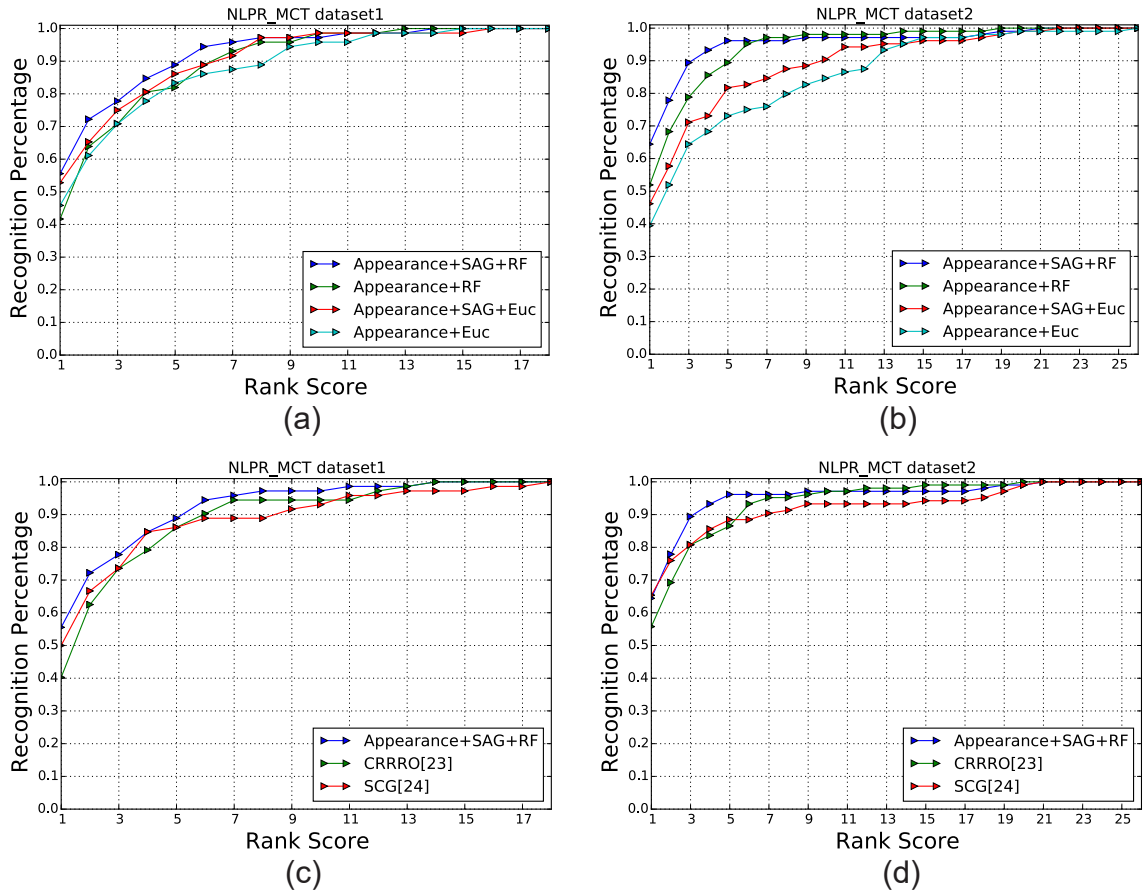 NLPR_MCT dataset1
1.0
0.9
0.8
0.7
0.6
0.5
0.4
0.3
0.2
0.1
0.0
Recognition Percentage
Appearance+SAG+RF
Appearance+RF
Appearance+SAG+Euc
Appearance+Euc
1 3 5 7 9 11 13 15 17
Rank Score
(a)
NLPR_MCT dataset2
1.0
0.9
0.8
0.7
0.6
0.5
0.4
0.3
0.2
0.1
0.0
Recognition Percentage
Appearance+SAG+RF
Appearance+RF
Appearance+SAG+Euc
Appearance+Euc
1 3 5 7 9 11 13 15 17 19 21 23 25
Rank Score
(b)
NLPR_MCT dataset1
1.0
0.9
0.8
0.7
0.6
0.5
0.4
0.3
0.2
0.1
0.0
Recognition Percentage
Appearance+SAG+RF
CRRRO[23]
SCG[24]
1 3 5 7 9 11 13 15 17
Rank Score
(c)
NLPR_MCT dataset2
1.0
0.9
0.8
0.7
0.6
0.5
0.4
0.3
0.2
0.1
0.0
Recognition Percentage
Appearance+SAG+RF
CRRRO[23]
SCG[24]
1 3 5 7 9 11 13 15 17 19 21 23 25
Rank Score
(d)